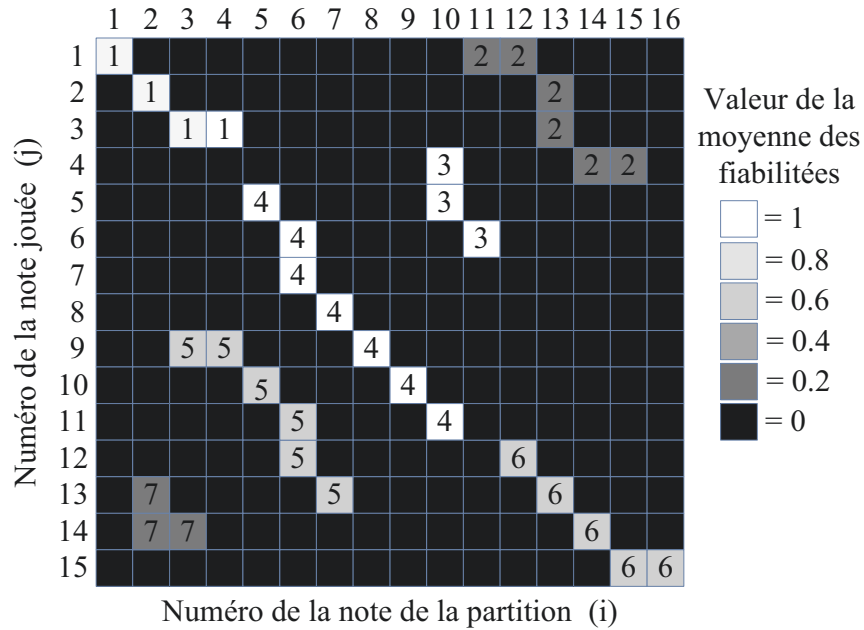 1 2 3 4 5 6 7 8 9 10 11 12 13 14 15 16
1 1 2 2
2 1 2
3 1 1 2
4 3 2 2
5 4 3
6 4 3
7 4
8 4
9 5 5 4
10 5 4
11 5 4
12 5 6
13 7 5 6
14 7 7 6
15 6 6
Numéro de la note jouée (j)
Numéro de la note de la partition (i)
Valeur de la
moyenne des
fiabilitées
= 1
= 0.8
= 0.6
= 0.4
= 0.2
= 0